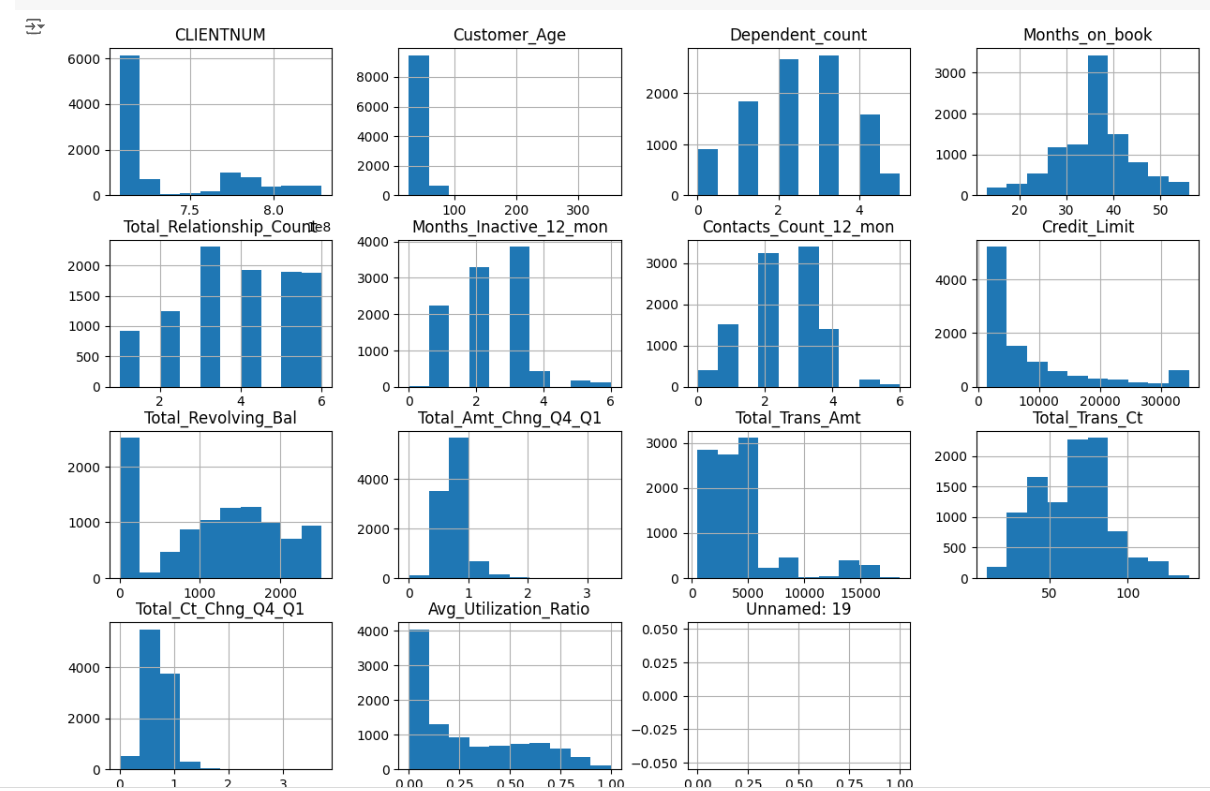 CLIENTNUM Customer_Age Dependent_count Months_on_book
6000 4000 2000 0
7.5 8.0
1e8
8000 6000 4000 2000 0
100 200 300
2000 1000 0
0 2 4
3000 2000 1000 0
20 30 40 50
Total_Relationship_Count Months_Inactive_12_mon Contacts_Count_12_mon Credit_Limit
2000 1500 1000 500 0
2 4 6
4000 3000 2000 1000 0
0 2 4 6
3000 2000 1000 0
0 2 4 6
4000 2000 0
0 10000 20000 30000
Total_Revolving_Bal Total_Amt_Chng_Q4_Q1 Total_Trans_Amt Total_Trans_Ct
2000 1000 0
0 1000 2000
4000 2000 0
0 1 2 3
3000 2000 1000 0
0 5000 10000 15000
2000 1500 1000 500 0
50 100
Total_Ct_Chng_Q4_Q1 Avg_Utilization_Ratio Unnamed: 19
4000 2000 0
0 1 2 3
4000 3000 2000 1000 0
0.00 0.25 0.50 0.75 1.00
0.050 0.025 0.000 −0.025 −0.050
0.00 0.25 0.50 0.75 1.00